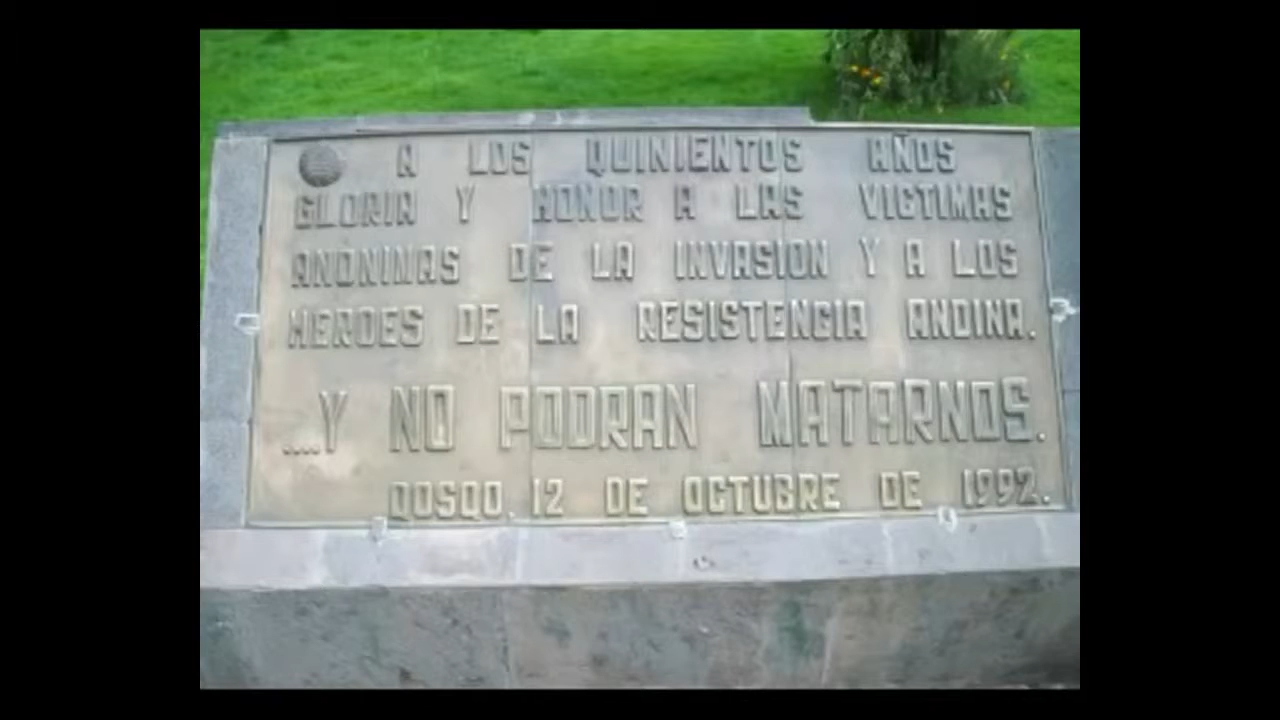 A LOS QUINIENTOS AÑOS
GLORIA Y HONOR A LAS VICTIMAS
ANONIMAS DE LA INVASION Y A LOS
HEROES DE LA RESISTENCIA ANDINA.
....Y NO PODRAN MATARNOS.
QOSQO. 12 DE OCTUBRE DE 1992.